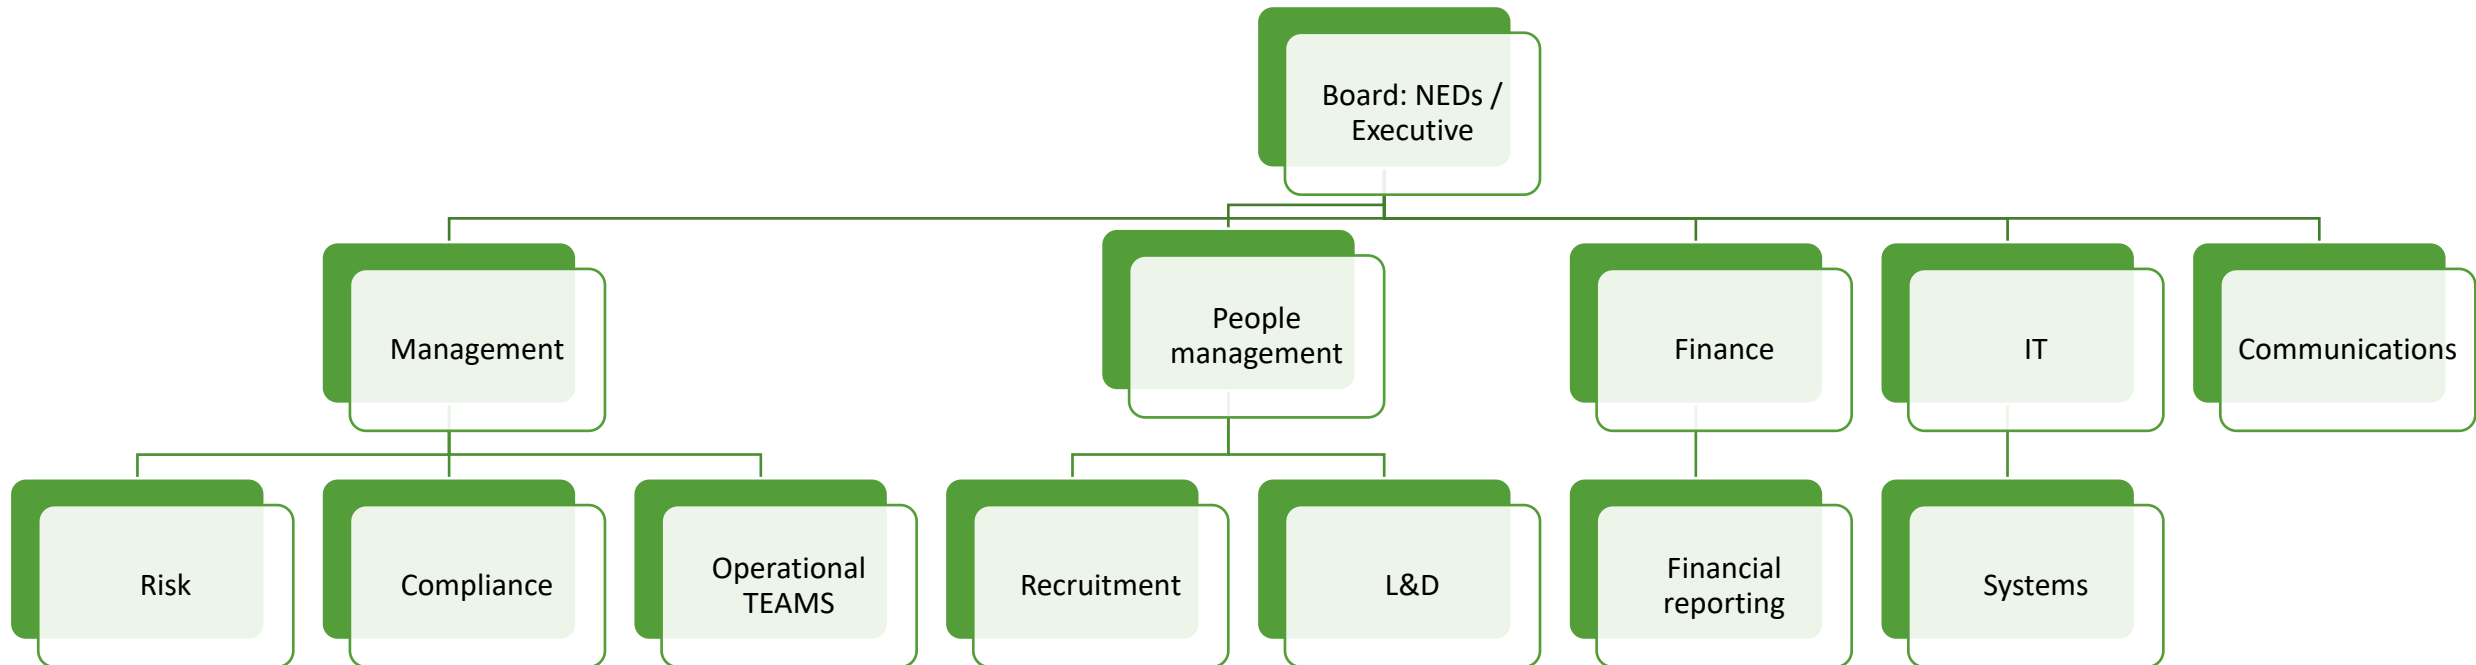 Board: NEDs /
Executive
Management
People
management
Finance
IT
Communications
Risk
Compliance
Operational
TEAMS
Recruitment
L&D
Financial
reporting
Systems